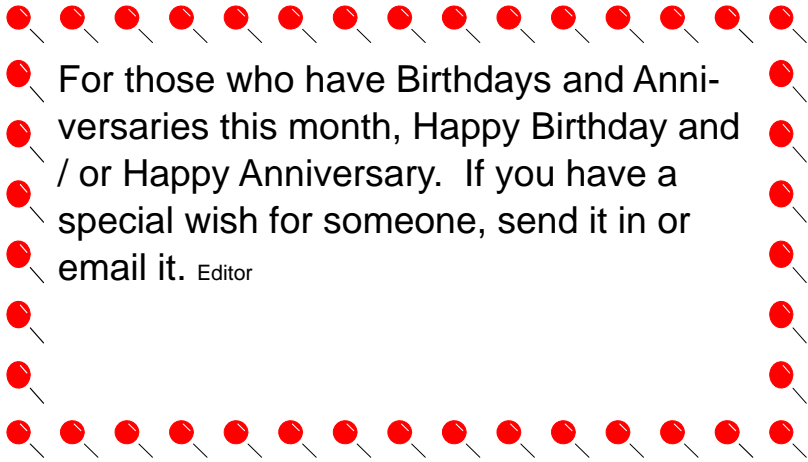 For those who have Birthdays and Anni-
versaries this month, Happy Birthday and
/ or Happy Anniversary.  If you have a
special wish for someone, send it in or
email it. Editor